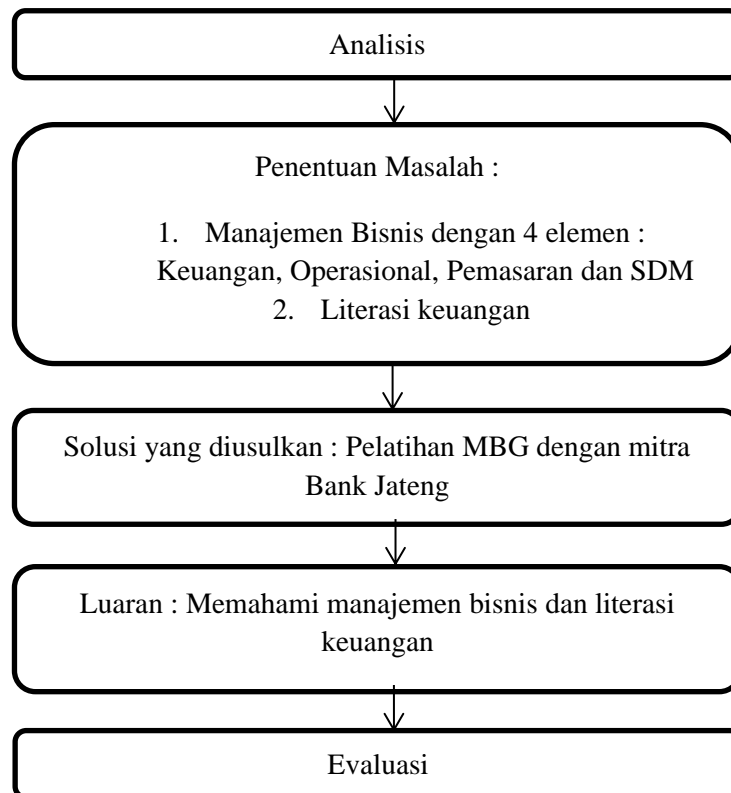 Analisis
Penentuan Masalah :
1. Manajemen Bisnis dengan 4 elemen :
Keuangan, Operasional, Pemasaran dan SDM
2. Literasi keuangan
Solusi yang diusulkan : Pelatihan MBG dengan mitra
Bank Jateng
Luaran : Memahami manajemen bisnis dan literasi
keuangan
Evaluasi